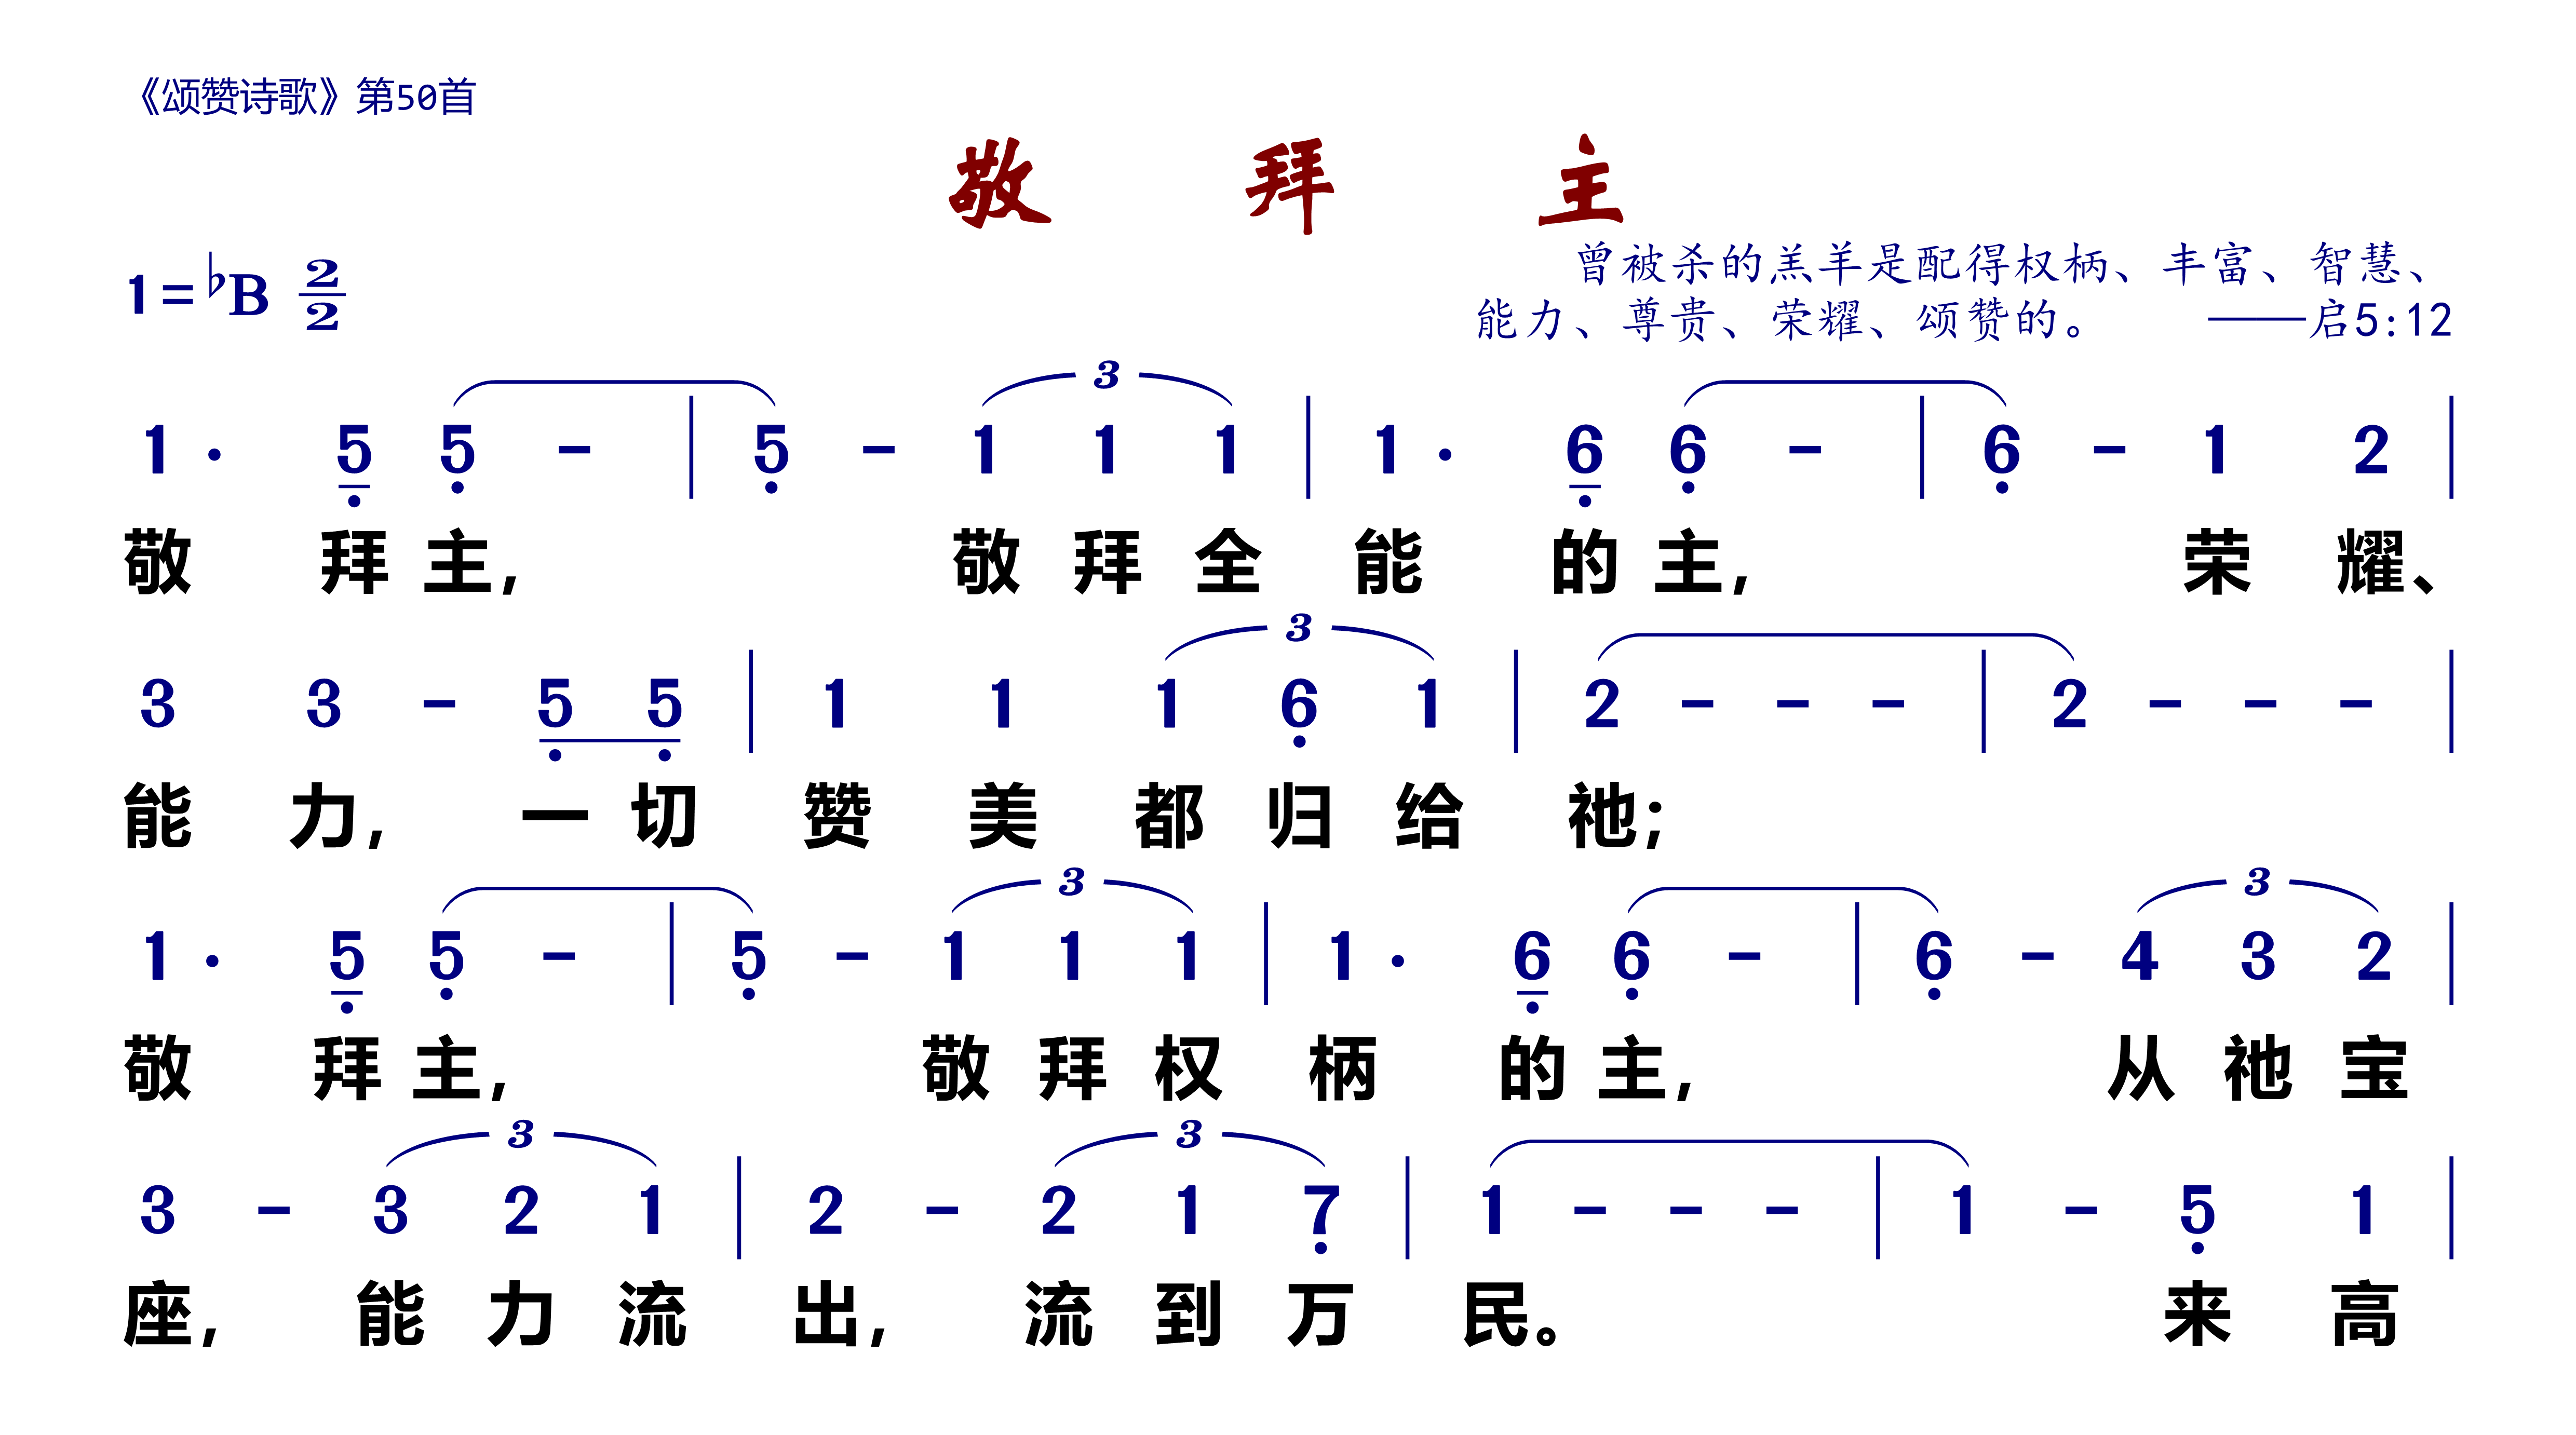 《颂赞诗歌》第50首
敬 拜 主
1=♭B 2/2
曾被杀的羔羊是配得权柄、丰富、智慧、
能力、尊贵、荣耀、颂赞的。 ——启5:12
3
1 · 5 5 - | 5 - 1 1 1 | 1 · 6 6 - | 6 - 1 2 |
敬 拜 主, 敬 拜 全 能 的 主, 荣 耀、
3
3 3 - 5 5 | 1 1 1 6 1 | 2 - - - | 2 - - - |
能 力, 一 切 赞 美 都 归 给 祂;
3 3
1 · 5 5 - | 5 - 1 1 1 | 1 · 6 6 - | 6 - 4 3 2 |
敬 拜 主, 敬 拜 权 柄 的 主, 从 祂 宝
3 3
3 - 3 2 1 | 2 - 2 1 7 | 1 - - - | 1 - 5 1 |
座, 能 力 流 出, 流 到 万 民。 来 高